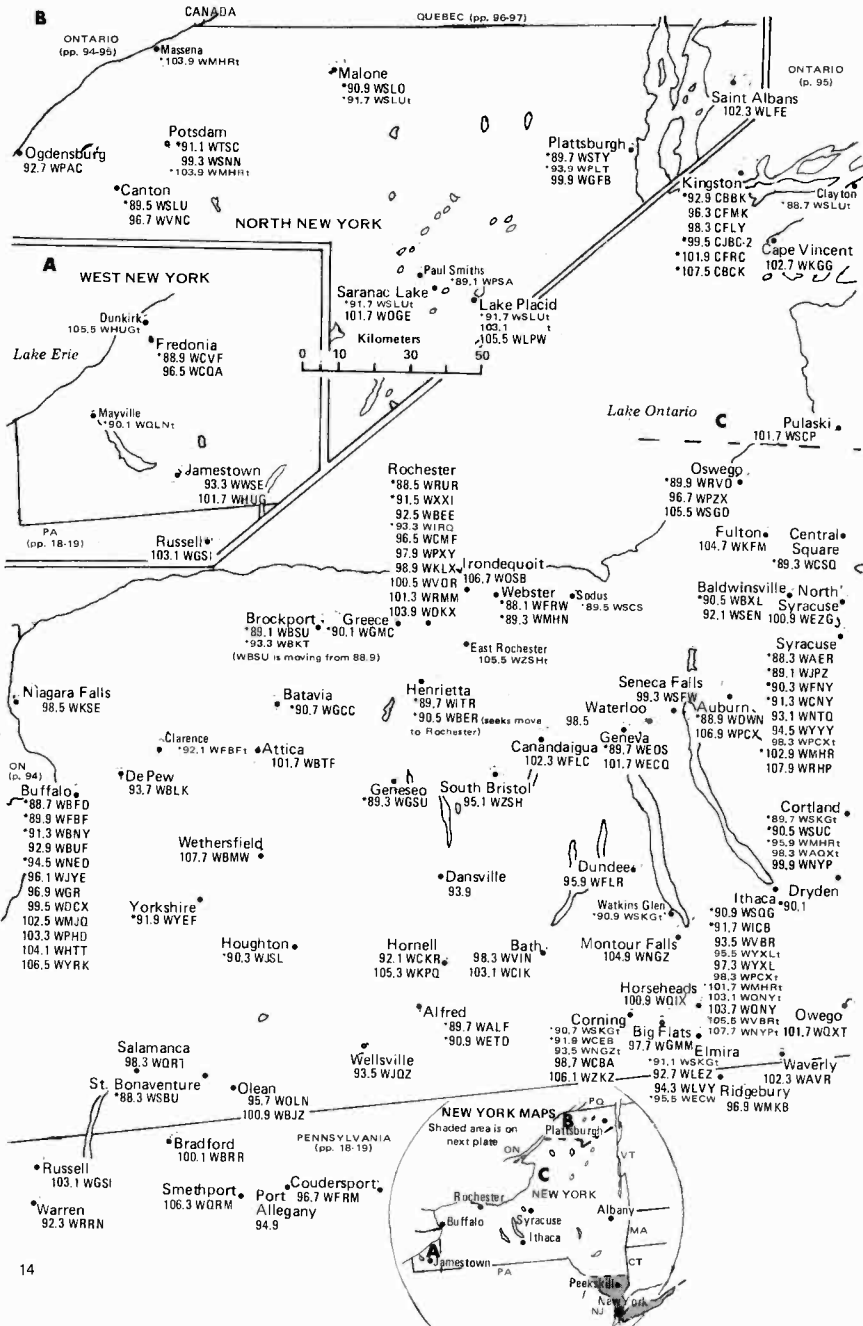 B
CANADA
QUEBEC (pp. 96-97)
ONTARIO
(pp. 94-95)
Massena
*103.9 WMHRt
Malone
*90.9 WSLO
*91.7 WSLUt
ONTARIO
(p. 95)
Saint Albans
102.3 WLFE
Ogdensburg
92.7 WPAC
Potsdam
*91.1 WTSC
99.3 WSNN
*103.9 WMHRt
Plattsburgh
*89.7 WSTY
*93.9 WPLT
99.9 WGFB
Canton
*89.5 WSLU
96.7 WVNC
Kingston
*92.9 CBBK
96.3 CFMK
98.3 CFLY
*99.5 CJBC-2
*101.9 CFRC
*107.5 CBCK
Clayton
*88.7 WSLUt
Cape Vincent
102.7 WKGG
NORTH NEW YORK
Paul Smiths
*89.1 WPSA
Saranac Lake
*91.7 WSLUt
101.7 WOGE
Lake Placid
*91.7 WSLUt
103.1 t
105.5 WLPW
Kilometers
0 10 30 50
A
WEST NEW YORK
Dunkirk
105.5 WHUGt
Lake Erie
Fredonia
*88.9 WCVF
96.5 WCQA
Mayville
*90.1 WQLNt
Jamestown
93.3 WWSE
101.7 WHUG
PA
(pp. 18-19)
Russell
103.1 WGSI
Lake Ontario
C
Pulaski
101.7 WSCP
Rochester
*88.5 WRUR
*91.5 WXXI
92.5 WBEE
*93.3 WIRQ
96.5 WCMF
97.9 WPXY
98.9 WKLX
100.5 WVOR
101.3 WRMM
103.9 WDKX
Oswego
*89.9 WRVO
96.7 WPZX
105.5 WSGD
Fulton
104.7 WKFM
Central
Square
*89.3 WCSQ
Irondequoit
106.7 WOSB
Webster
*88.1 WFRW
*89.3 WMHN
Sodus
*89.5 WSCS
Baldwinsville
*90.5 WBXL
92.1 WSEN
North
Syracuse
100.9 WEZG
Brockport
*89.1 WBSU
*93.3 WBKT
(WBSU is moving from 88.9)
Greece
*90.1 WGMC
East Rochester
105.5 WZSHt
Syracuse
*88.3 WAER
*89.1 WJPZ
*90.3 WFNY
*91.3 WCNY
93.1 WNTQ
94.5 WYYY
98.3 WPCXt
*102.9 WMHR
107.9 WRHP
Niagara Falls
98.5 WKSE
Batavia
*90.7 WGCC
Henrietta
*89.7 WITR
*90.5 WBER (seeks move
to Rochester)
Seneca Falls
99.3 WSFW
Waterloo
98.5
Auburn
*88.9 WDWN
106.9 WPCX
Clarence
*92.1 WFBFt
Attica
101.7 WBTF
Canandaigua
102.3 WFLC
Geneva
*89.7 WEOS
101.7 WECQ
ON
(p. 94)
De Pew
93.7 WBLK
Geneseo
*89.3 WGSU
South Bristol
95.1 WZSH
Buffalo
*88.7 WBFO
*89.9 WFBF
*91.3 WBNY
92.9 WBUF
*94.5 WNED
96.1 WJYE
96.9 WGR
99.5 WDCX
102.5 WMJQ
103.3 WPHD
104.1 WHTT
106.5 WYRK
Cortland
*89.7 WSKGt
*90.5 WSUC
*95.9 WMHRt
98.3 WAQXt
99.9 WNYP
Wethersfield
107.7 WBMW
Dansville
93.9
Dundee
95.9 WFLR
Yorkshire
*91.9 WYEF
Watkins Glen
*90.9 WSKGt
Ithaca
*90.9 WSQG
*91.7 WICB
93.5 WVBR
95.5 WYXLt
97.3 WYXL
98.3 WPCXt
*101.7 WMHRt
103.1 WQNYt
103.7 WQNY
105.5 WVBRt
107.7 WNYPt
Dryden
*90.1
Houghton
*90.3 WJSL
Hornell
92.1 WCKR
105.3 WKPQ
Bath
98.3 WVIN
103.1 WCIK
Montour Falls
104.9 WNGZ
Horseheads
100.9 WQIX
Alfred
*89.7 WALF
*90.9 WETD
Corning
*90.7 WSKGt
*91.9 WCEB
93.5 WNGZt
98.7 WCBA
106.1 WZKZ
Big Flats
97.7 WGMM
Owego
101.7 WQXT
Salamanca
98.3 WQRT
Wellsville
93.5 WJQZ
Elmira
*91.1 WSKGt
92.7 WLEZ
94.3 WLVY
*95.5 WECW
Waverly
102.3 WAVR
St. Bonaventure
*88.3 WSBU
Olean
95.7 WOLN
100.9 WBJZ
Ridgebury
96.9 WMKB
Bradford
100.1 WBRR
PENNSYLVANIA
(pp. 18-19)
Russell
103.1 WGSI
Warren
92.3 WRRN
Smethport
106.3 WQRM
Port
Allegany
94.9
Coudersport
96.7 WFRM
NEW YORK MAPS
Shaded area is on
next plate
PQ
B
Plattsburgh
ON
VT
C
NEW YORK
Rochester
Syracuse
Albany
Buffalo
Ithaca
MA
A
Jamestown
PA
CT
Peekskill
New York
NJ
14